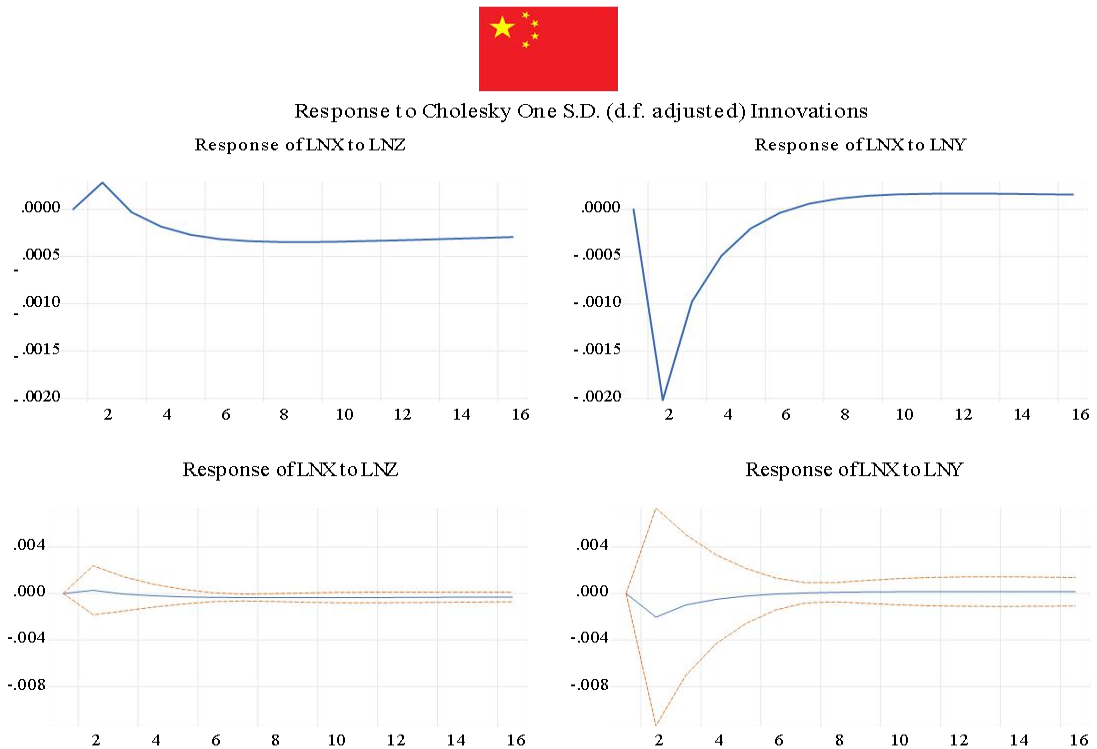 Response to Cholesky One S.D. (d.f. adjusted) Innovations
Response of LNX to LNZ
.0000
-.0005
-.0010
-.0015
-.0020
2 4 6 8 10 12 14 16
Response of LNX to LNY
.0000
-.0005
-.0010
-.0015
-.0020
2 4 6 8 10 12 14 16
Response of LNX to LNZ
.004
.000
-.004
-.008
2 4 6 8 10 12 14 16
Response of LNX to LNY
.004
.000
-.004
-.008
2 4 6 8 10 12 14 16